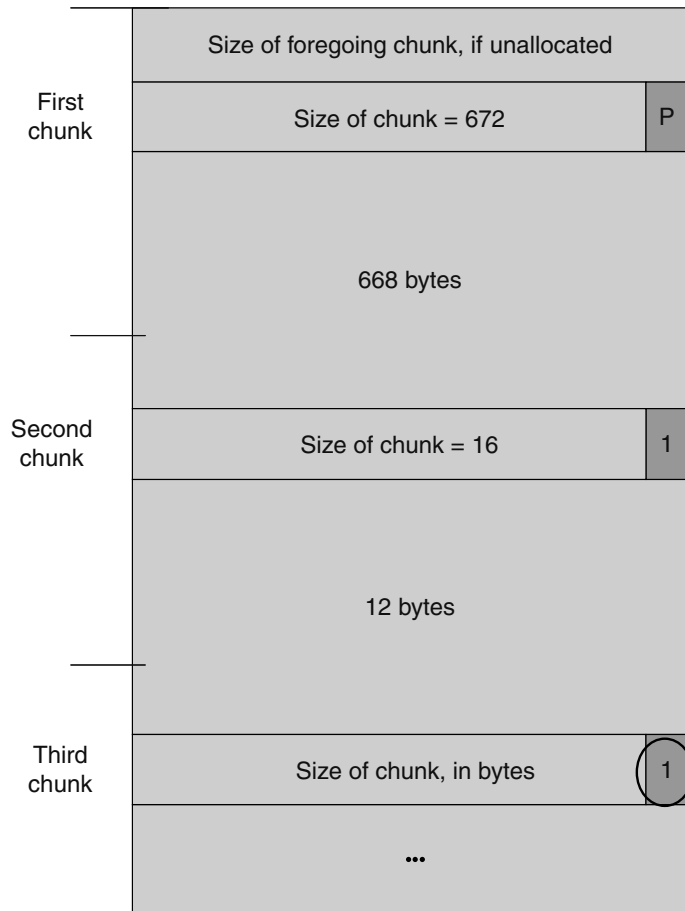 Size of foregoing chunk, if unallocated
First
chunk
Size of chunk = 672
P
668 bytes
Second
chunk
Size of chunk = 16
1
12 bytes
Third
chunk
Size of chunk, in bytes
1
...